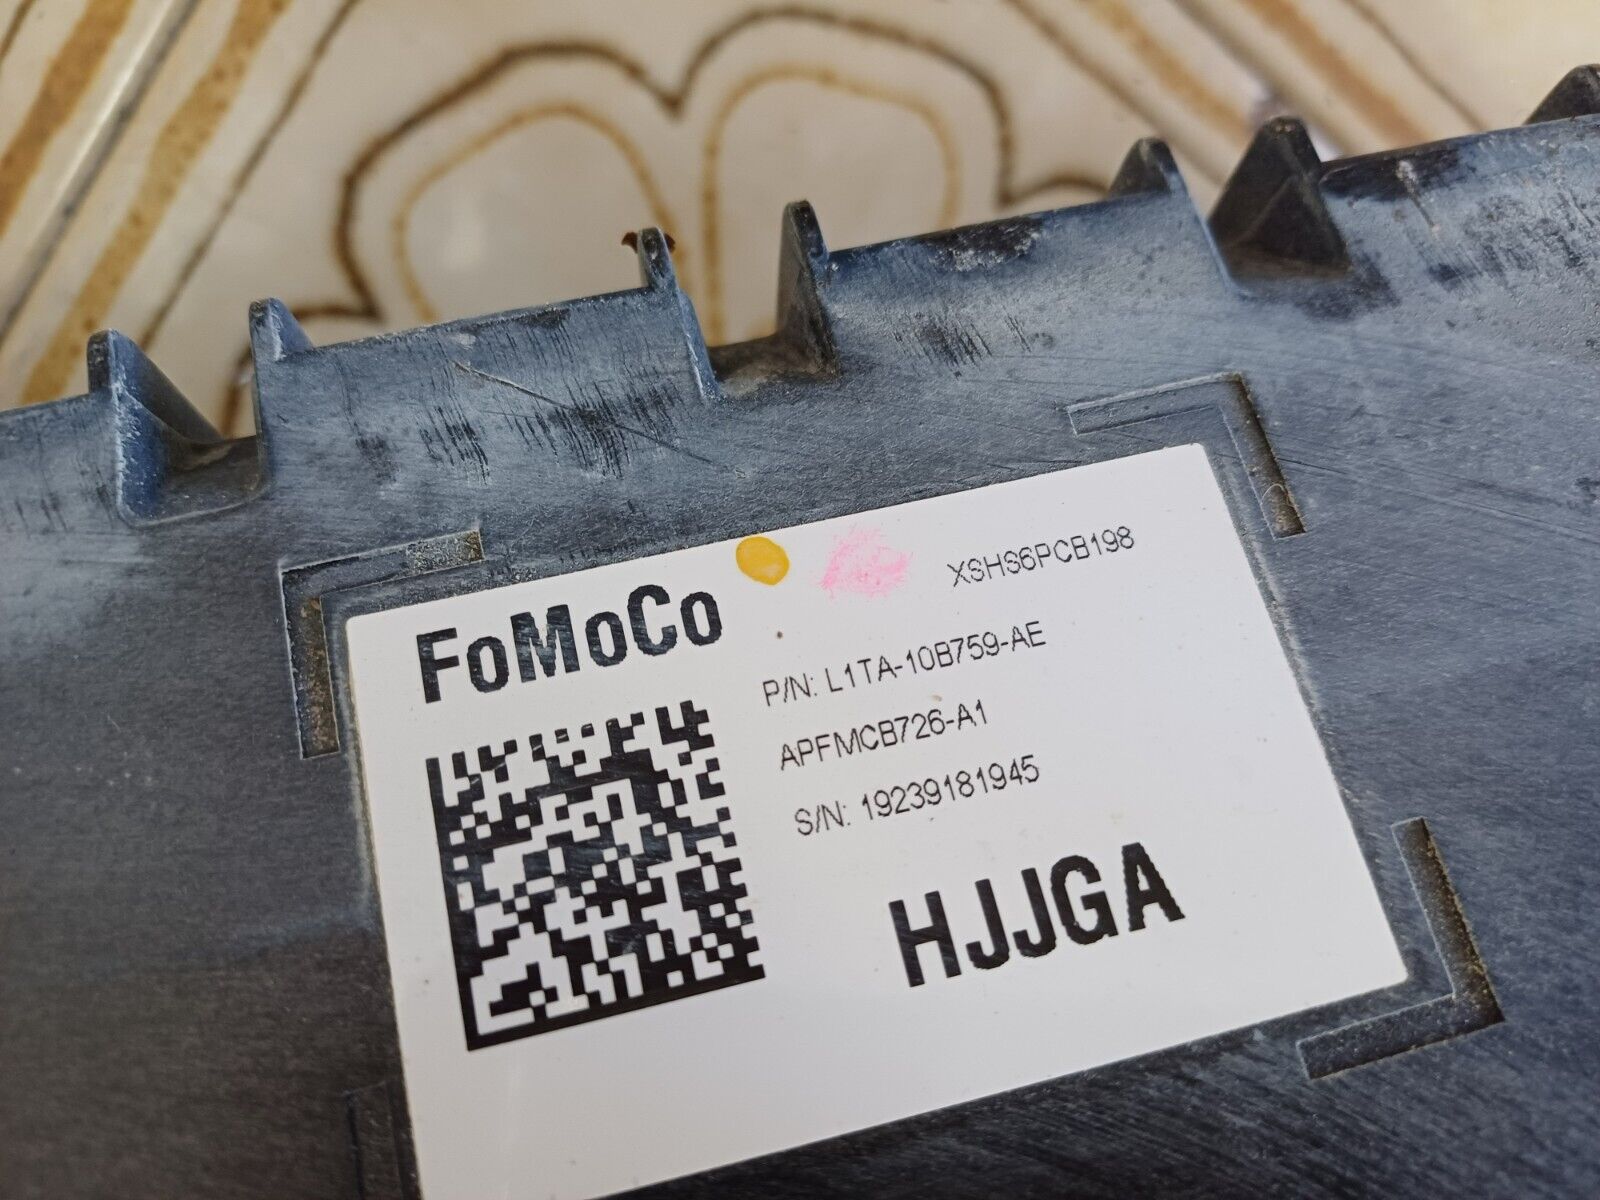 FoMoCo
XSHS6PCB198
P/N: L1TA-10B759-AE
APFMCB726-A1
S/N: 19239181945
HJJGA